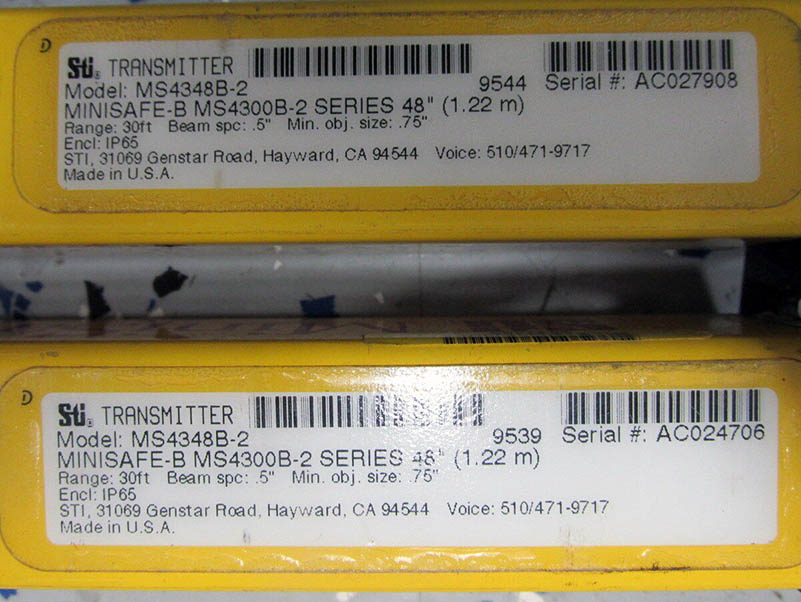 D
STi® TRANSMITTER
Model: MS4348B-2 9544 Serial #: AC027908
MINISAFE-B MS4300B-2 SERIES 48" (1.22 m)
Range: 30ft Beam spc: .5" Min. obj. size: .75"
Encl: IP65
STI, 31069 Genstar Road, Hayward, CA 94544 Voice: 510/471-9717
Made in U.S.A.
D
STi® TRANSMITTER
Model: MS4348B-2 9539 Serial #: AC024706
MINISAFE-B MS4300B-2 SERIES 48" (1.22 m)
Range: 30ft Beam spc: .5" Min. obj. size: .75"
Encl: IP65
STI, 31069 Genstar Road, Hayward, CA 94544 Voice: 510/471-9717
Made in U.S.A.